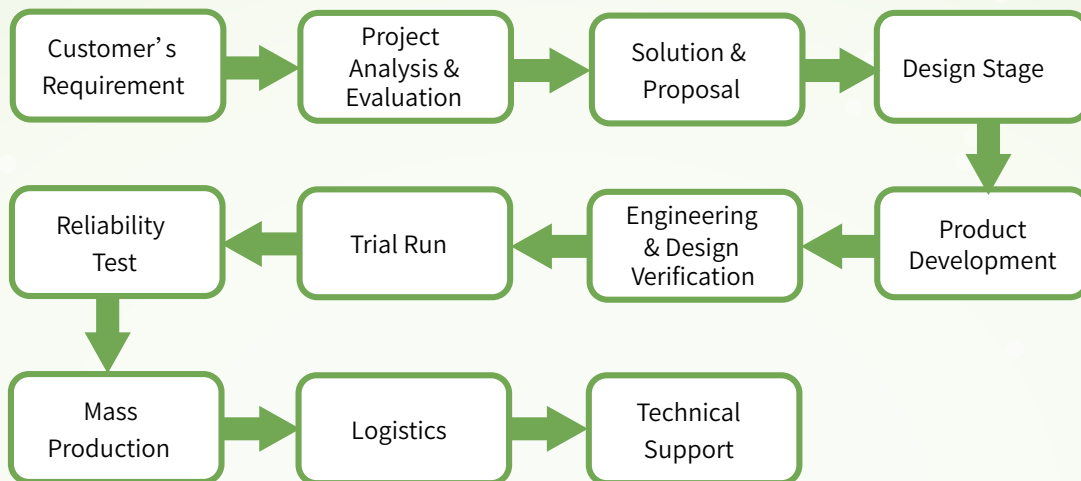 Customer’s
Requirement
Project
Analysis &
Evaluation
Solution &
Proposal
Design Stage
Product
Development
Engineering
& Design
Verification
Trial Run
Reliability
Test
Mass
Production
Logistics
Technical
Support